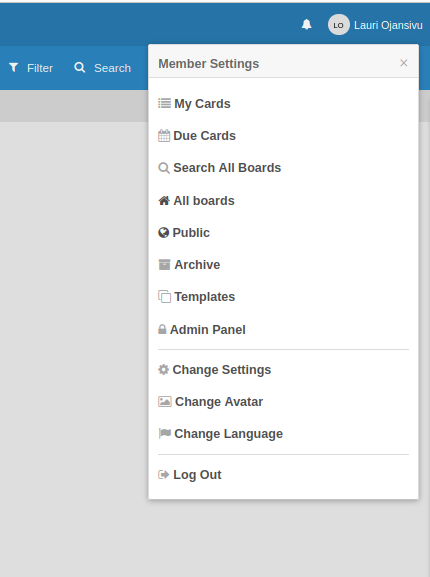 LO Lauri Ojansivu
Filter Search
Member Settings ×
My Cards
Due Cards
Search All Boards
All boards
Public
Archive
Templates
Admin Panel
Change Settings
Change Avatar
Change Language
Log Out